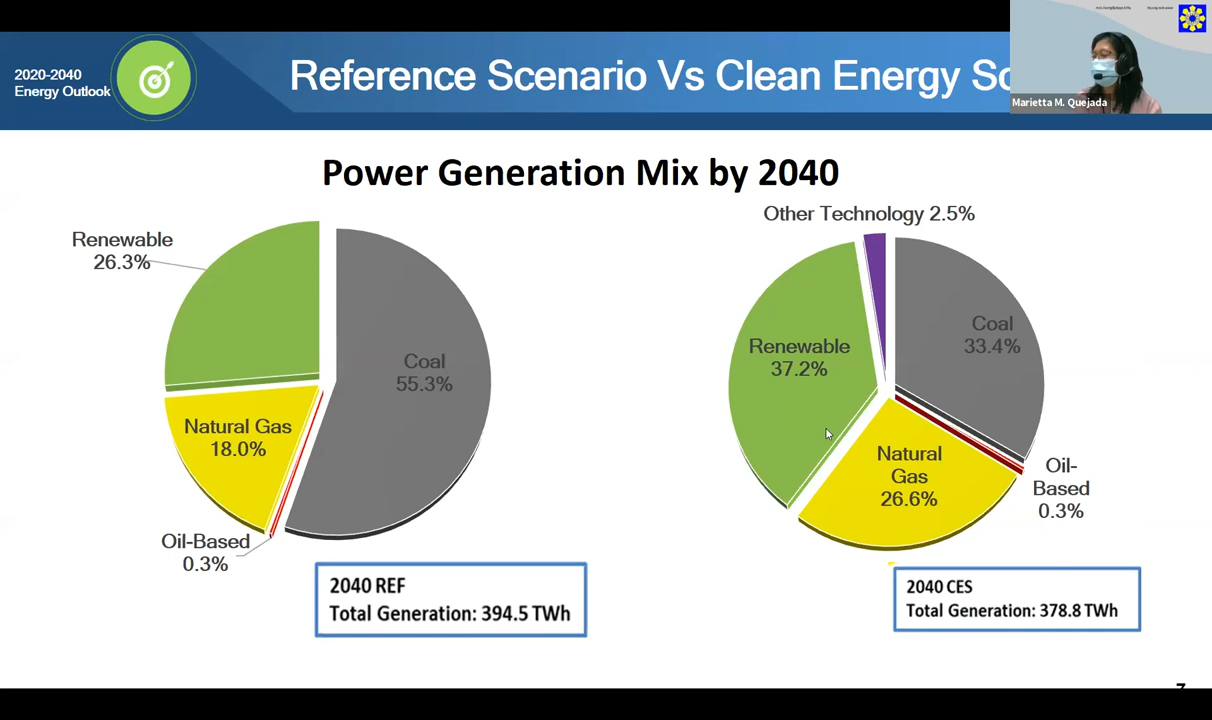 2020-2040
Energy Outlook
Reference Scenario Vs Clean Energy Sc
Marietta M. Quejada
Power Generation Mix by 2040
Renewable
26.3%
Coal
55.3%
Natural Gas
18.0%
Oil-Based
0.3%
2040 REF
Total Generation: 394.5 TWh
Other Technology 2.5%
Coal
33.4%
Renewable
37.2%
Natural
Gas
26.6%
Oil-
Based
0.3%
2040 CES
Total Generation: 378.8 TWh
7